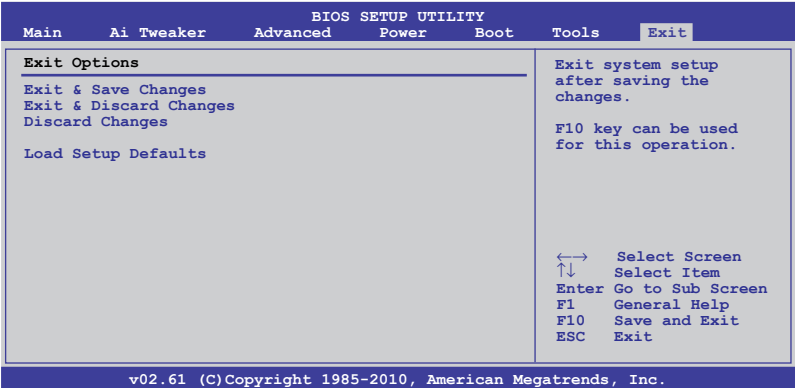 BIOS SETUP UTILITY
Main Ai Tweaker Advanced Power Boot Tools Exit
Exit Options
Exit & Save Changes
Exit & Discard Changes
Discard Changes
Load Setup Defaults
Exit system setup
after saving the
changes.
F10 key can be used
for this operation.
←→ Select Screen
↑↓ Select Item
Enter Go to Sub Screen
F1 General Help
F10 Save and Exit
ESC Exit
v02.61 (C)Copyright 1985-2010, American Megatrends, Inc.